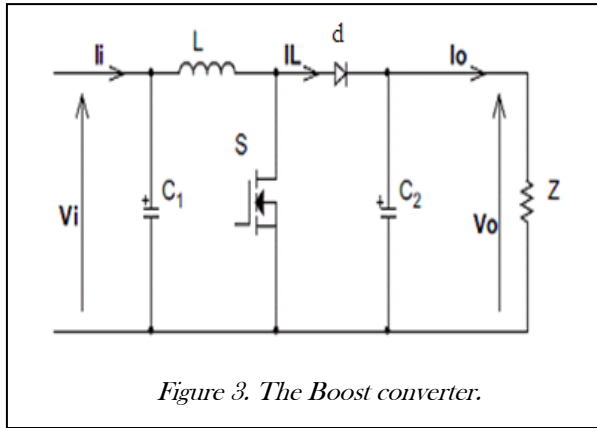 Ii L IL d Io
S
C1 C2 Z
Vi Vo
Figure 3. The Boost converter.